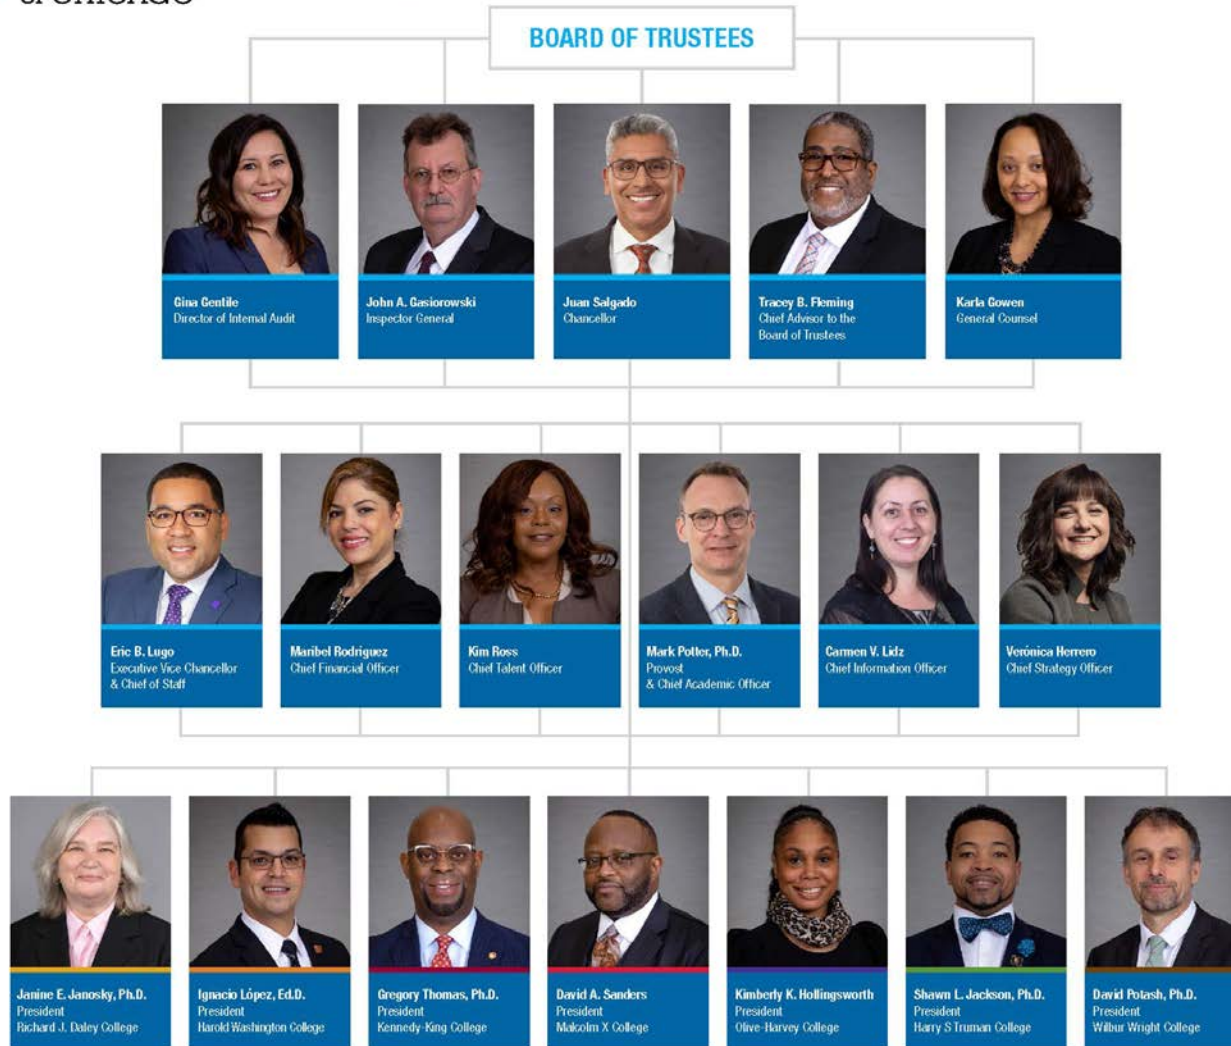 BOARD OF TRUSTEES
Gina Gentile
Director of Internal Audit
John A. Gasiorowski
Inspector General
Juan Salgado
Chancellor
Tracey B. Fleming
Chief Advisor to the
Board of Trustees
Karla Gowen
General Counsel
Eric B. Lugo
Executive Vice Chancellor
& Chief of Staff
Maribel Rodriguez
Chief Financial Officer
Kim Ross
Chief Talent Officer
Mark Potter, Ph.D.
Provost
& Chief Academic Officer
Carmen V. Lidz
Chief Information Officer
Verónica Herrero
Chief Strategy Officer
Janine E. Janosky, Ph.D.
President
Richard J. Daley College
Ignacio López, Ed.D.
President
Harold Washington College
Gregory Thomas, Ph.D.
President
Kennedy-King College
David A. Sanders
President
Malcolm X College
Kimberly K. Hollingsworth
President
Olive-Harvey College
Shawn L. Jackson, Ph.D.
President
Harry S Truman College
David Potash, Ph.D.
President
Wilbur Wright College